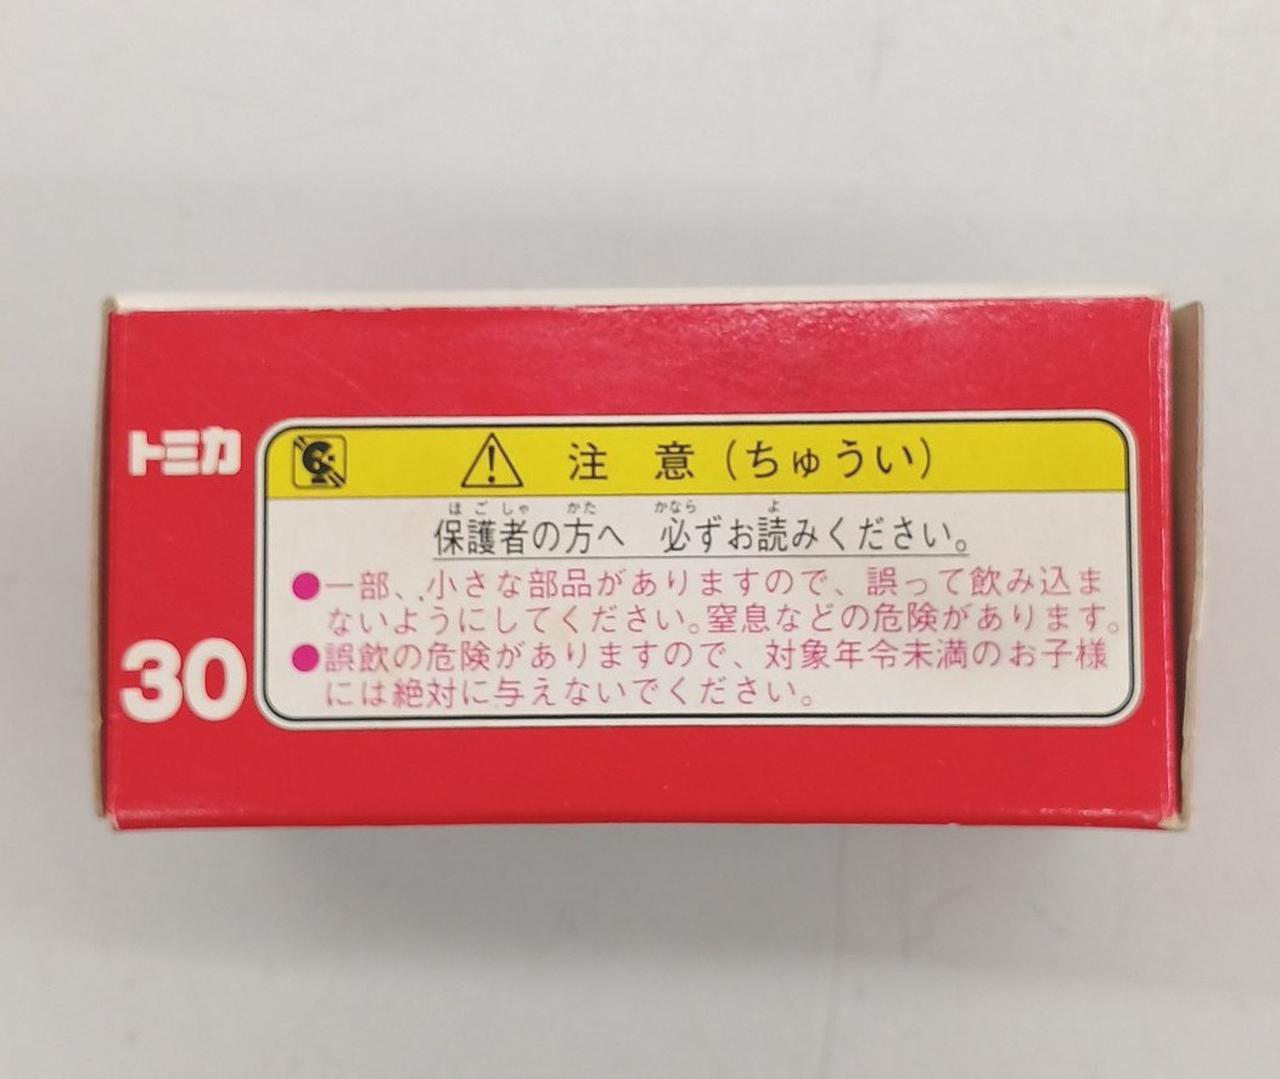 トミカ
30
注意(ちゅうい)
ほごしゃ かた かなら よ
保護者の方へ 必ずお読みください。
●一部、小さな部品がありますので、誤って飲み込ま
ないようにしてください。窒息などの危険があります。
●誤飲の危険がありますので、対象年令未満のお子様
には絶対に与えないでください。